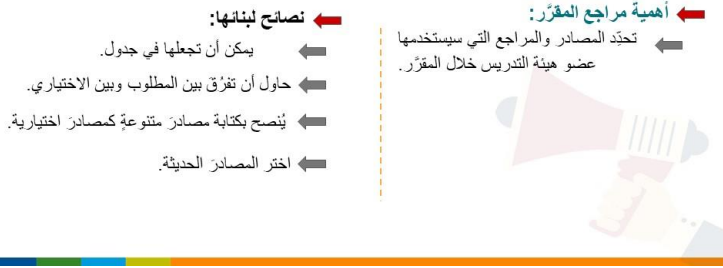 أهمية مراجع المقرَّر:
تحدِّد المصادر والمراجع التي سيستخدمها
عضو هيئة التدريس خلال المقرَّر.
نصائح لبنائها:
يمكن أن تجعلها في جدول.
حاول أن تفرُق بين المطلوب وبين الاختياري.
يُنصح بكتابة مصادرَ متنوعةٍ كمصادرَ اختيارية.
اختر المصادرَ الحديثة.